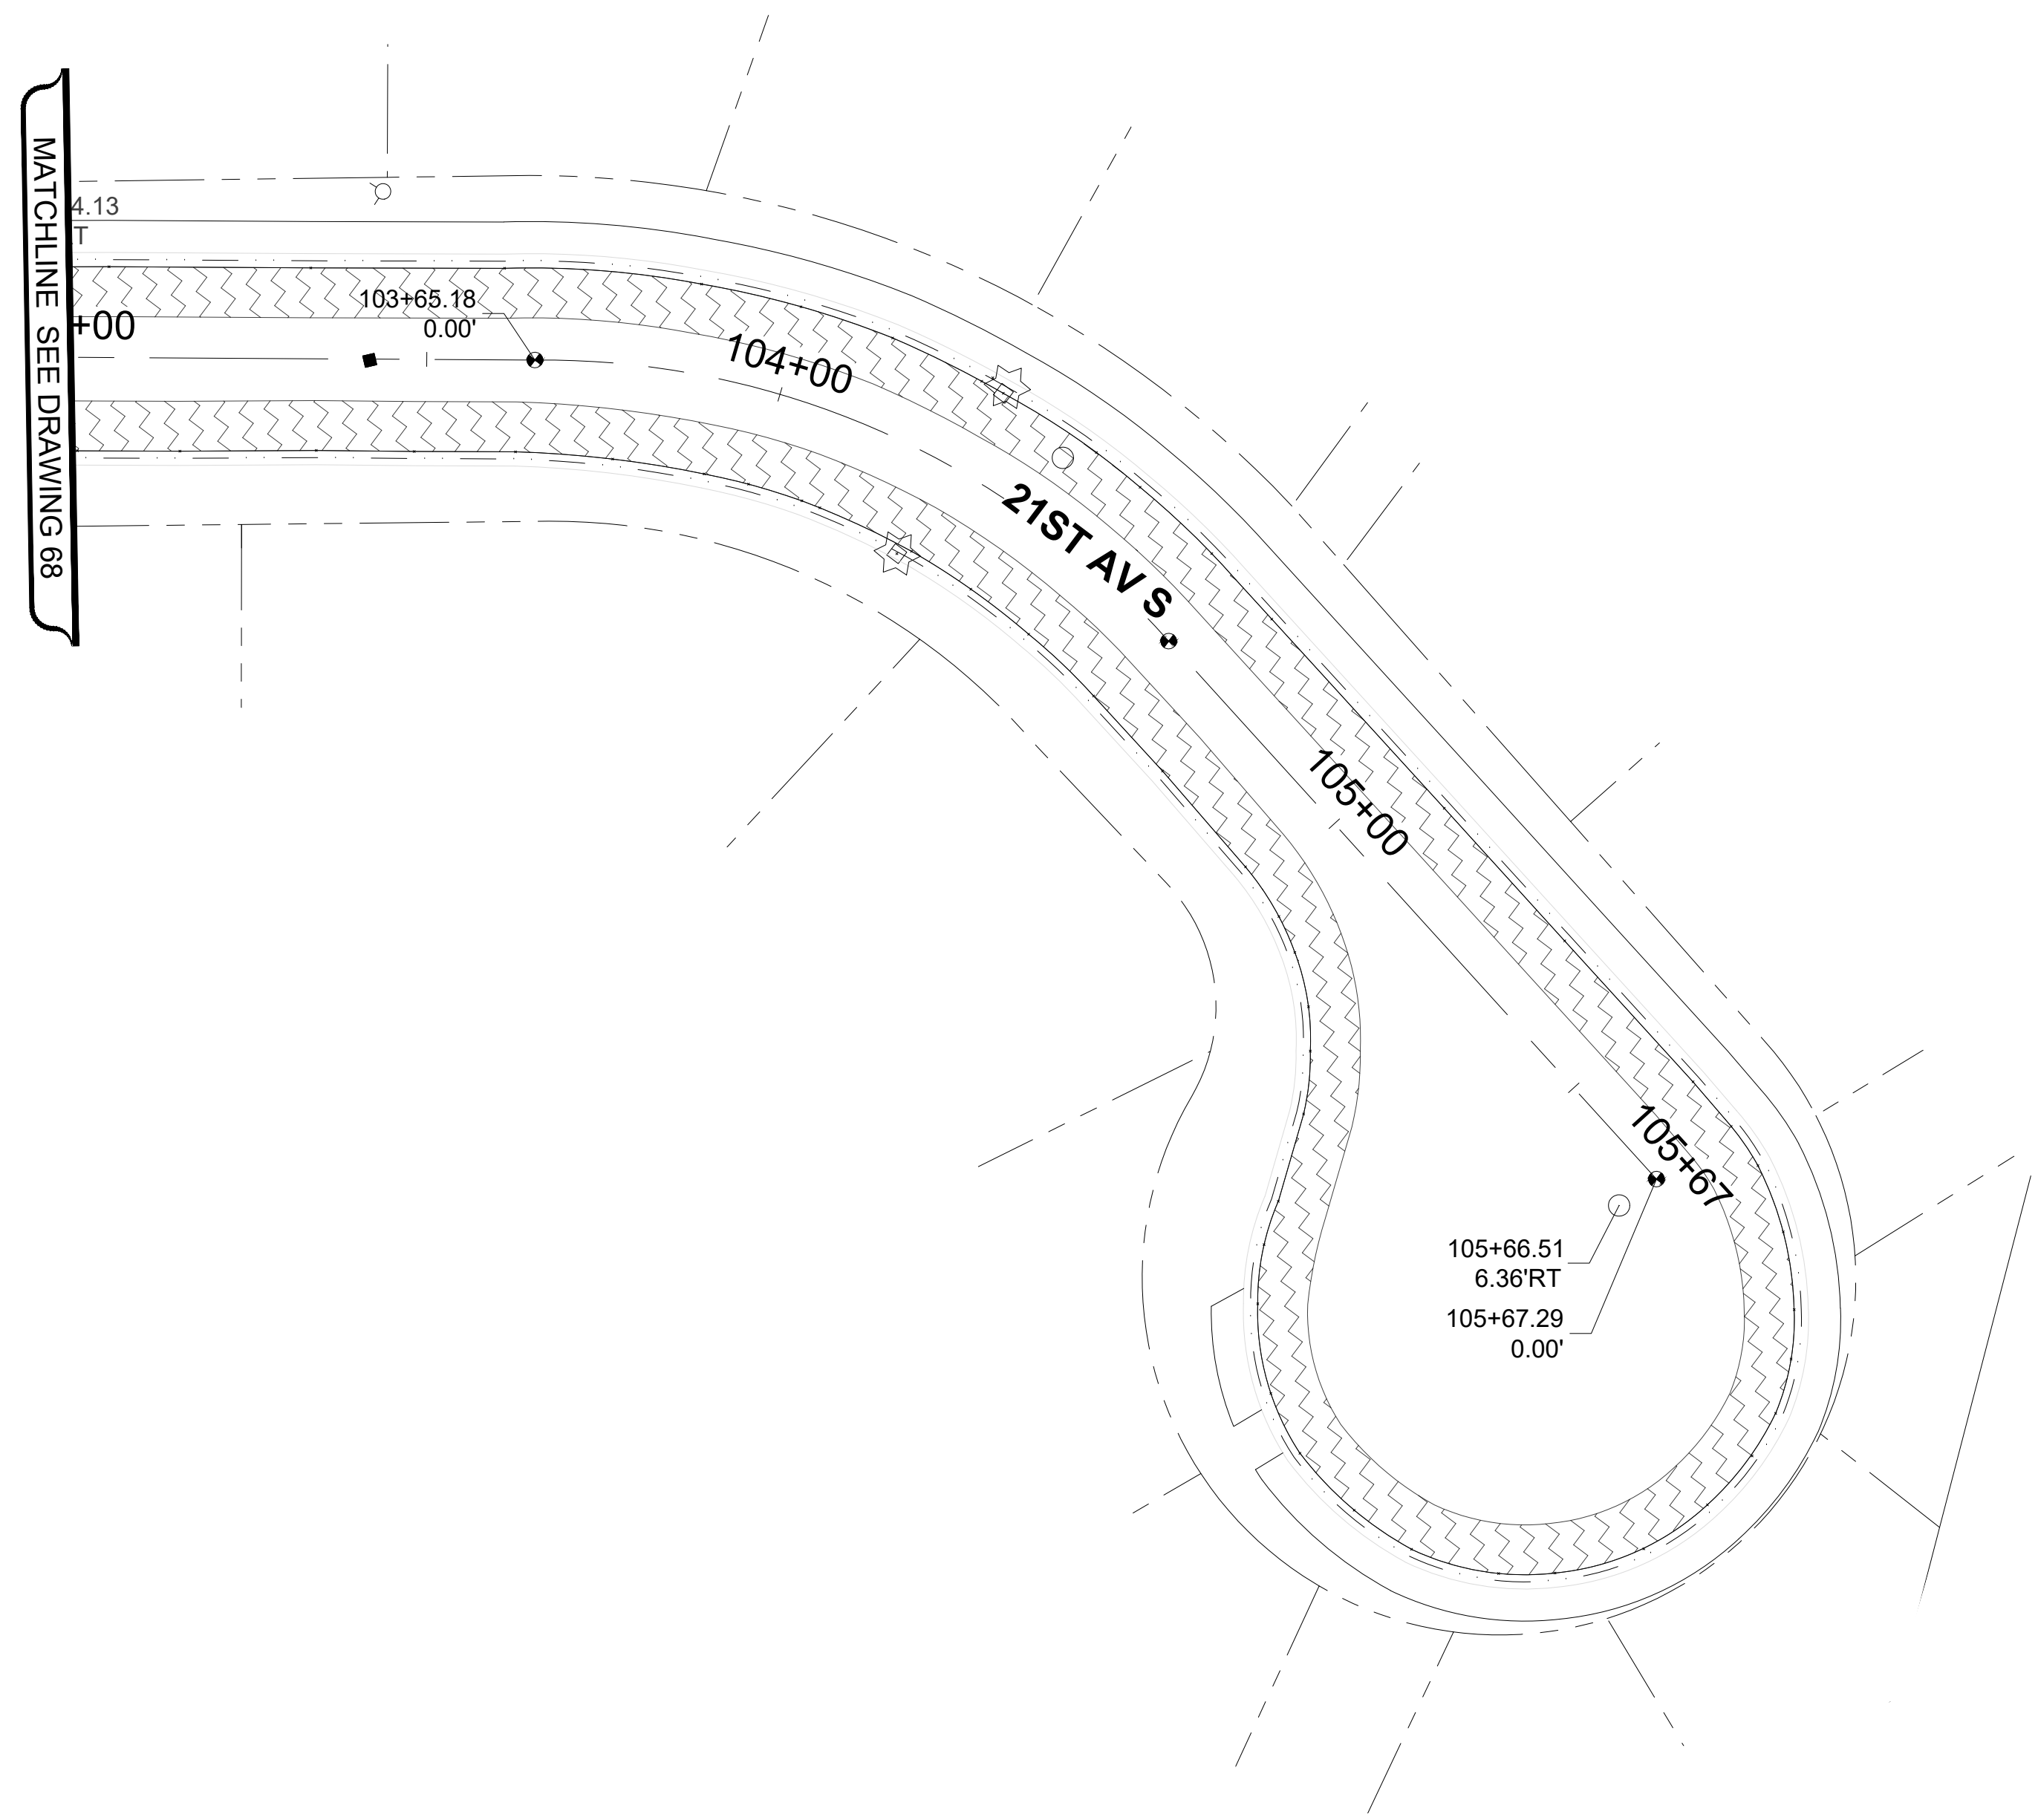 MATCHLINE SEE DRAWING 68
4.13
T
+00
103+65.18
0.00'
104+00
21ST AV S
105+00
105+67
105+66.51
6.36'RT
105+67.29
0.00'